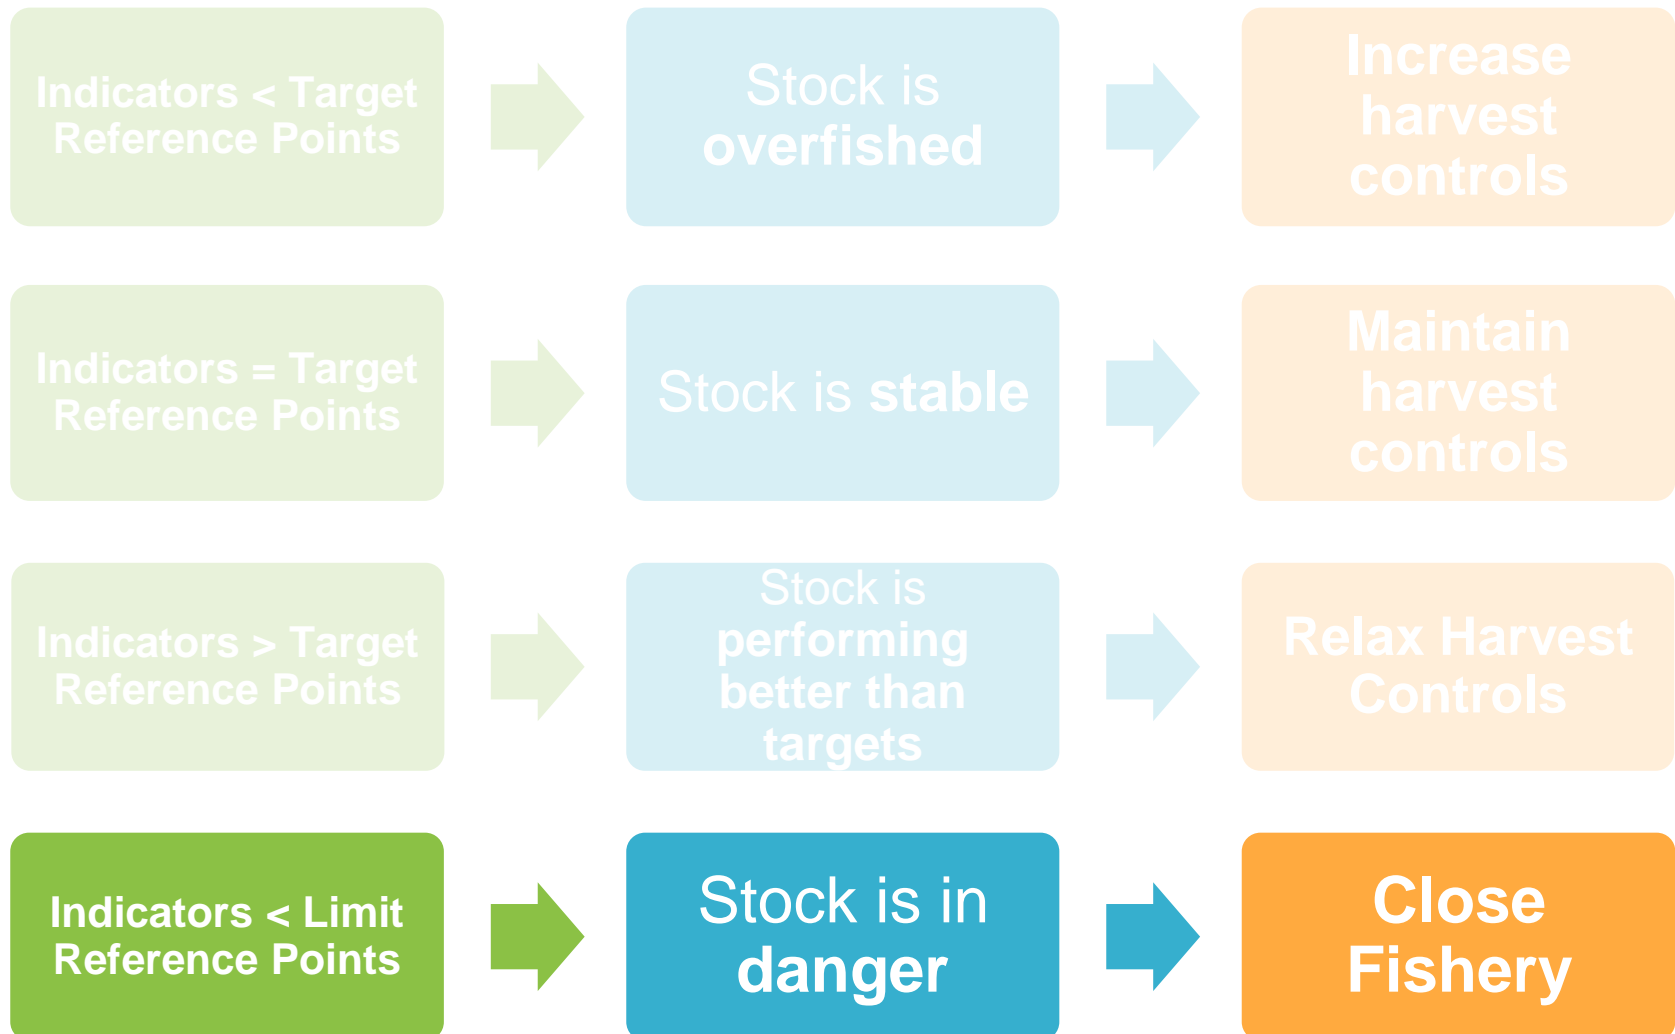 Indicators < Target
Reference Points
Stock is
overfished
Increase
harvest
controls
Indicators = Target
Reference Points
Stock is stable
Maintain
harvest
controls
Indicators > Target
Reference Points
Stock is
performing
better than
targets
Relax Harvest
Controls
Indicators < Limit
Reference Points
Stock is in
danger
Close
Fishery